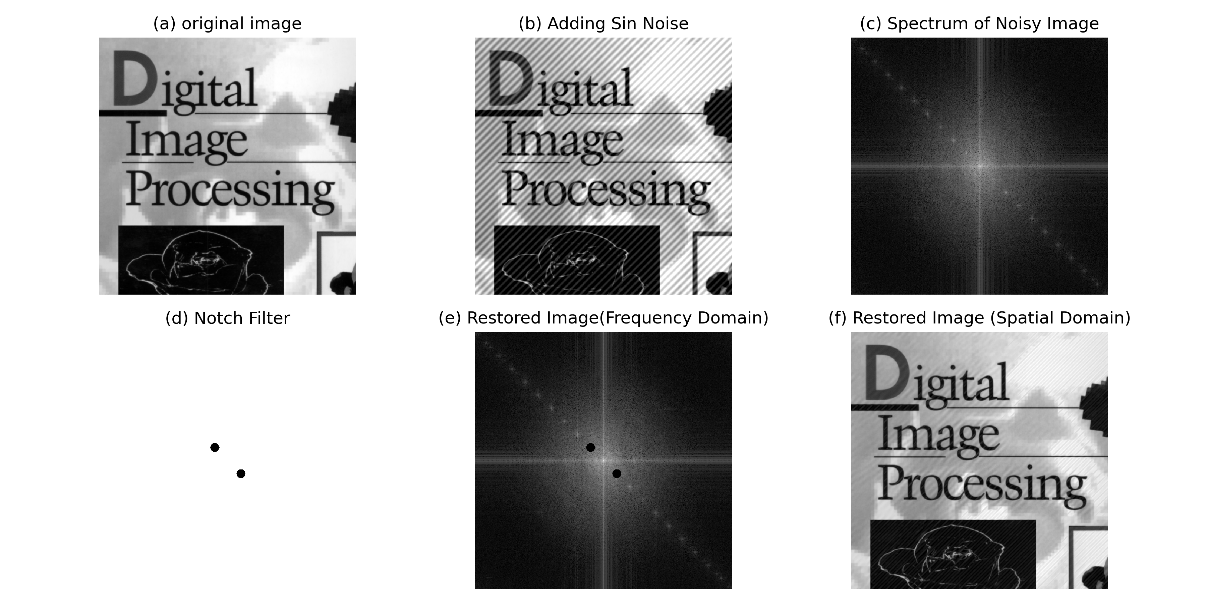 (a) original image
(b) Adding Sin Noise
(c) Spectrum of Noisy Image
Digital
Image
Processing
Digital
Image
Processing
(d) Notch Filter
(e) Restored Image(Frequency Domain)
(f) Restored Image (Spatial Domain)
Digital
Image
Processing